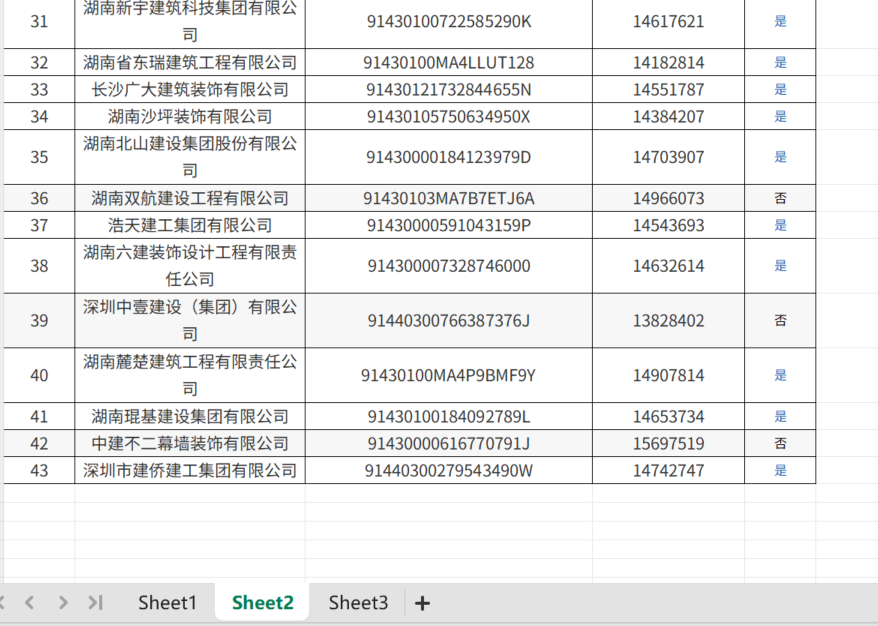 湖南新宇建筑科技集团有限公
司
31 91430100722585290K 14617621 是
32 湖南省东瑞建筑工程有限公司 91430100MA4LLUT128 14182814 是
33 长沙广大建筑装饰有限公司 91430121732844655N 14551787 是
34 湖南沙坪装饰有限公司 91430105750634950X 14384207 是
湖南北山建设集团股份有限公
司
35 91430000184123979D 14703907 是
36 湖南双航建设工程有限公司 91430103MA7B7ETJ6A 14966073 否
37 浩天建工集团有限公司 91430000591043159P 14543693 是
湖南六建装饰设计工程有限责
任公司
38 914300007328746000 14632614 是
深圳中壹建设（集团）有限公
司
39 91440300766387376J 13828402 否
湖南麓楚建筑工程有限责任公
司
40 91430100MA4P9BMF9Y 14907814 是
41 湖南琨基建设集团有限公司 91430100184092789L 14653734 是
42 中建不二幕墙装饰有限公司 91430000616770791J 15697519 否
43 深圳市建侨建工集团有限公司 91440300279543490W 14742747 是
Sheet1 Sheet2 Sheet3 +